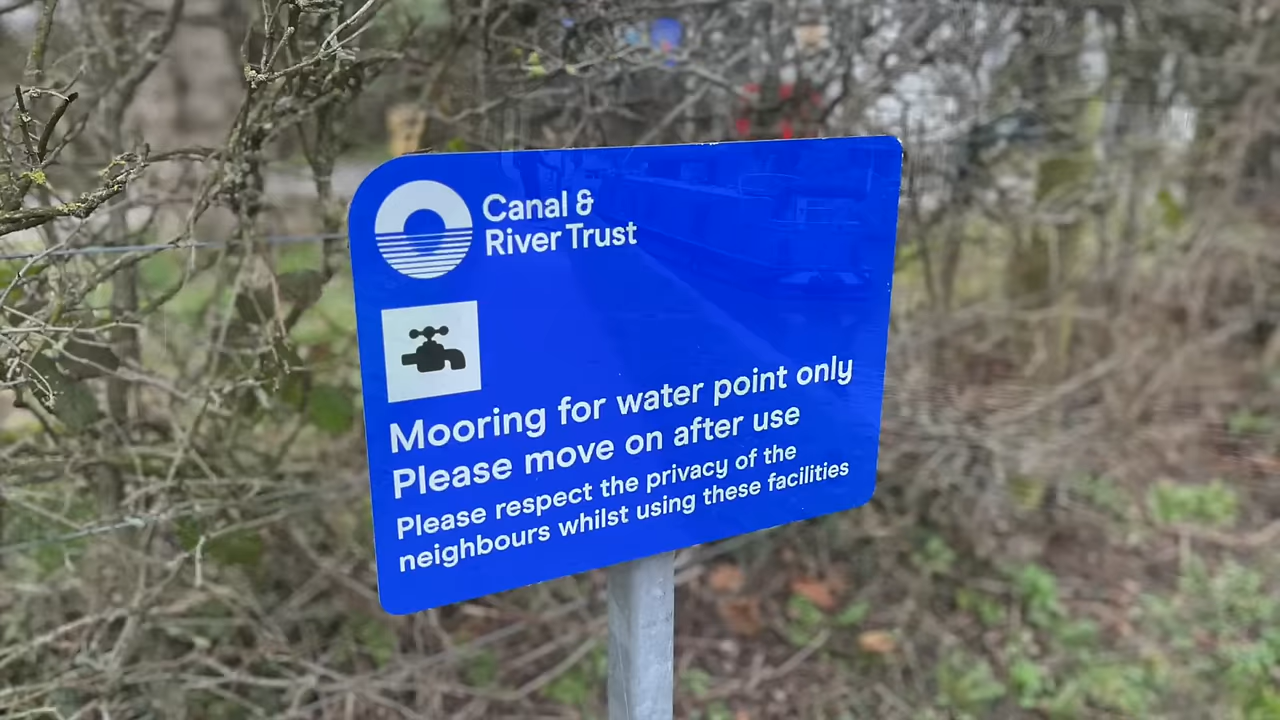 Canal &
River Trust
Mooring for water point only
Please move on after use
Please respect the privacy of the
neighbours whilst using these facilities